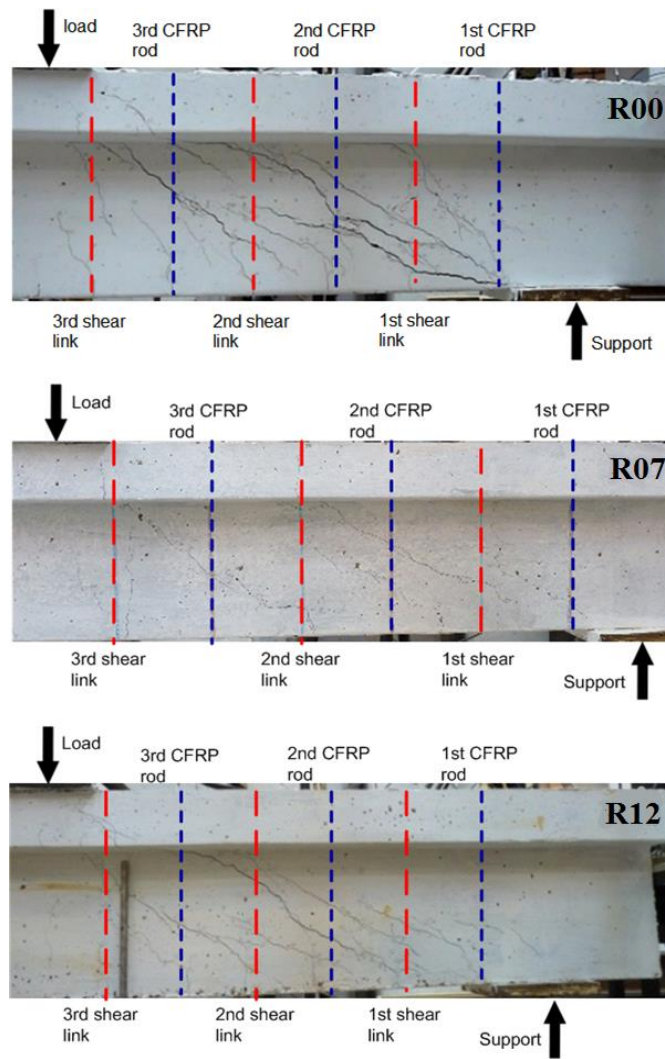 load
3rd CFRP
rod
2nd CFRP
rod
1st CFRP
rod
R00
3rd shear
link
2nd shear
link
1st shear
link
Support
Load
3rd CFRP
rod
2nd CFRP
rod
1st CFRP
rod
R07
3rd shear
link
2nd shear
link
1st shear
link
Support
Load
3rd CFRP
rod
2nd CFRP
rod
1st CFRP
rod
R12
3rd shear
link
2nd shear
link
1st shear
link
Support